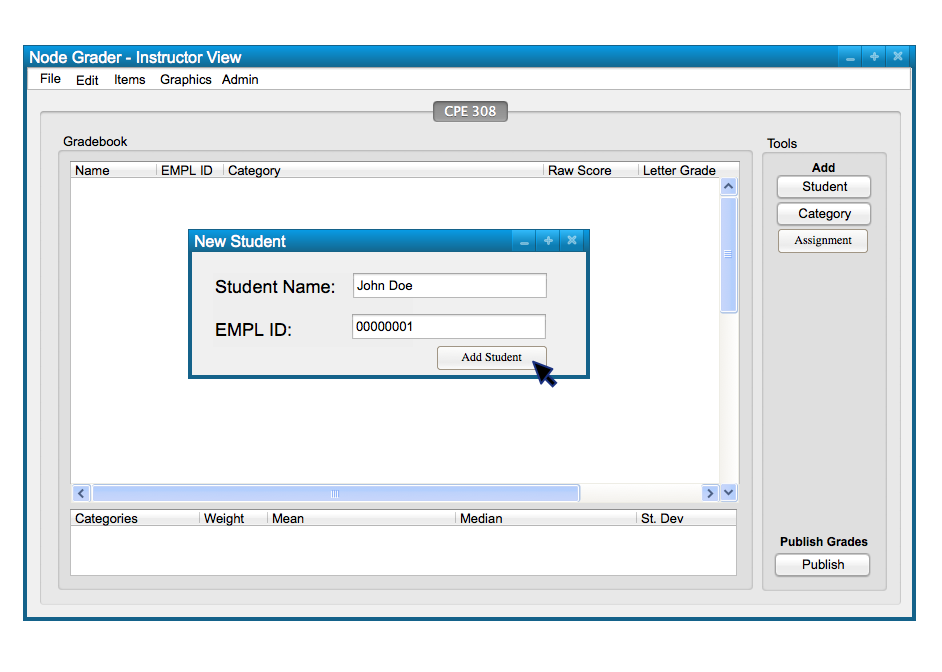 Node Grader - Instructor View
File Edit Items Graphics Admin
CPE 308
Gradebook
Tools
Name EMPL ID Category Raw Score Letter Grade
Add
Student
Category
Assignment
New Student
Student Name: John Doe
EMPL ID: 00000001
Add Student
Categories Weight Mean Median St. Dev
Publish Grades
Publish